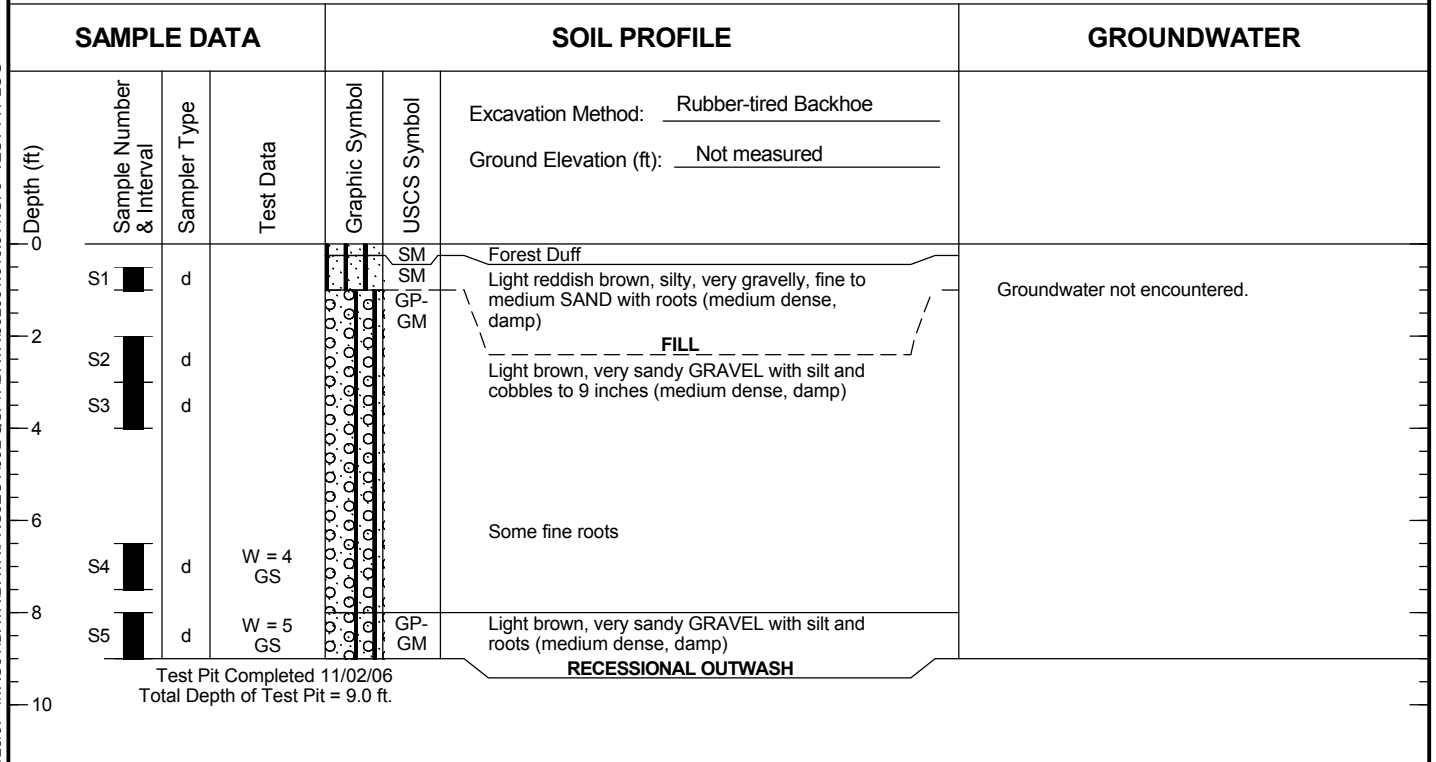 SAMPLE DATA
SOIL PROFILE
GROUNDWATER
Depth (ft)
Sample Number
& Interval
Sampler Type
Test Data
Graphic Symbol
USCS Symbol
Excavation Method: Rubber-tired Backhoe
Ground Elevation (ft): Not measured
0
SM
Forest Duff
S1
d
SM
Light reddish brown, silty, very gravelly, fine to
medium SAND with roots (medium dense,
damp)
GP-
GM
Groundwater not encountered.
2
FILL
S2
d
Light brown, very sandy GRAVEL with silt and
cobbles to 9 inches (medium dense, damp)
S3
d
4
6
Some fine roots
S4
d
W = 4
GS
8
S5
d
W = 5
GS
GP-
GM
Light brown, very sandy GRAVEL with silt and
roots (medium dense, damp)
RECESSIONAL OUTWASH
Test Pit Completed 11/02/06
Total Depth of Test Pit = 9.0 ft.
10